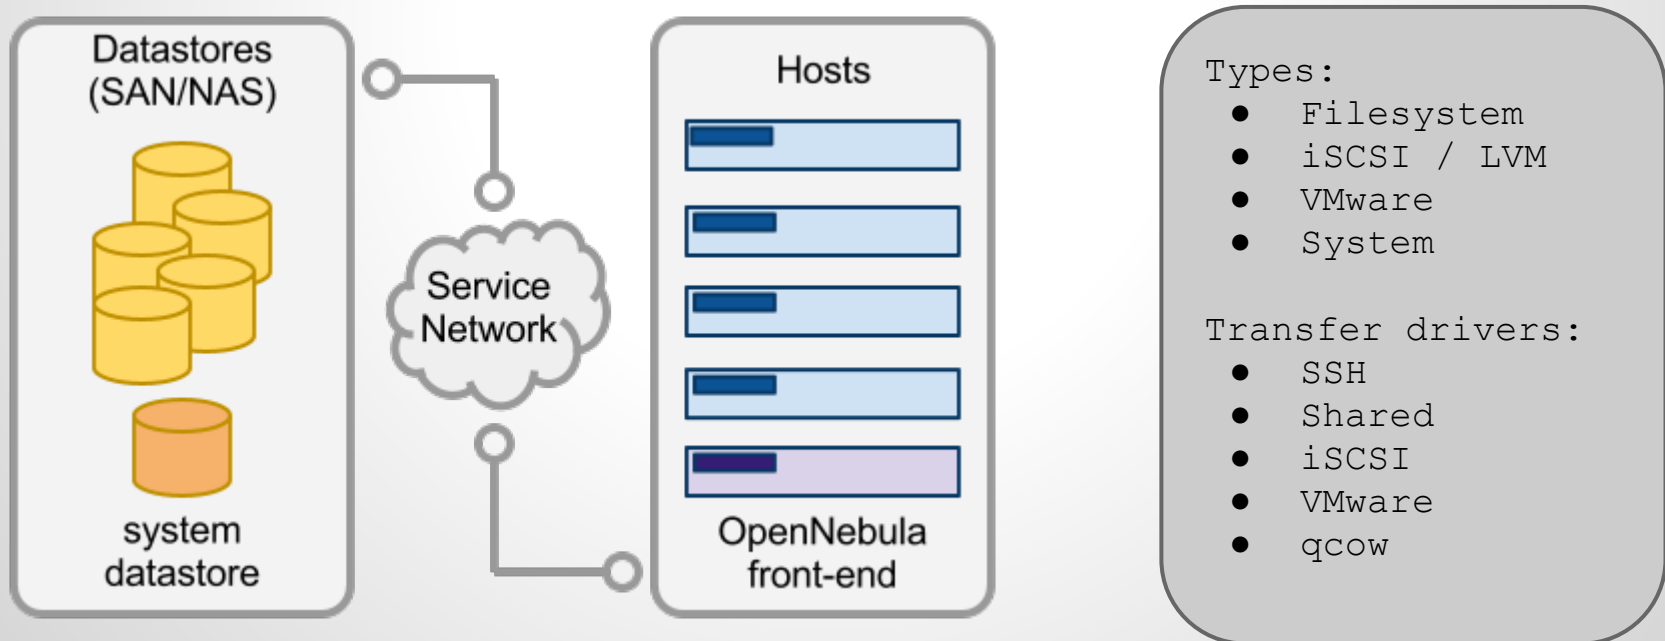 Datastores
(SAN/NAS)
system
datastore
Service
Network
Hosts
OpenNebula
front-end
Types:
● Filesystem
● iSCSI / LVM
● VMware
● System
Transfer drivers:
● SSH
● Shared
● iSCSI
● VMware
● qcow